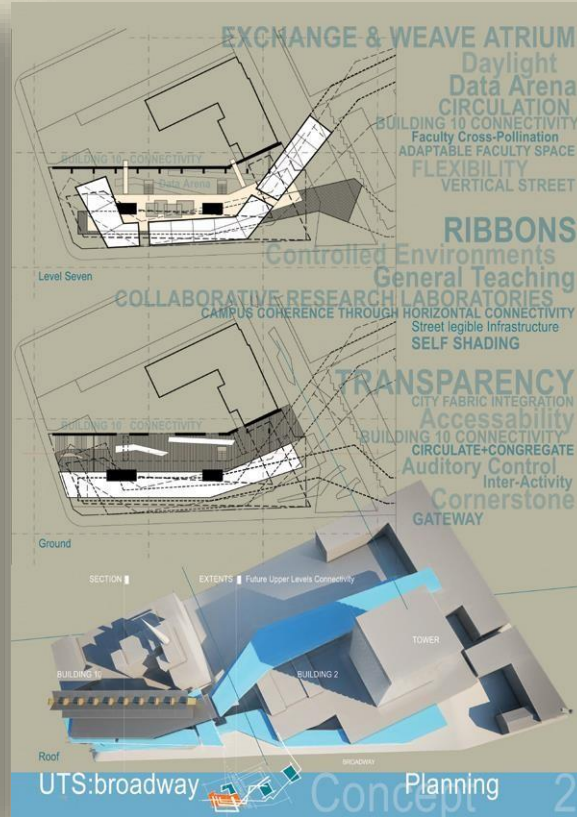 EXCHANGE & WEAVE ATRIUM
Daylight
Data Arena
CIRCULATION
BUILDING 10 CONNECTIVITY
Faculty Cross-Pollination
ADAPTABLE FACULTY SPACE
FLEXIBILITY
VERTICAL STREET
BUILDING 10 CONNECTIVITY
Data Arena
Level Seven
RIBBONS
Controlled Environments
General Teaching
COLLABORATIVE RESEARCH LABORATORIES
CAMPUS COHERENCE THROUGH HORIZONTAL CONNECTIVITY
Street legible Infrastructure
SELF SHADING
TRANSPARENCY
CITY FABRIC INTEGRATION
Accessability
BUILDING 10 CONNECTIVITY
CIRCULATE+CONGREGATE
Auditory Control
Inter-Activity
Cornerstone
GATEWAY
BUILDING 10 CONNECTIVITY
Ground
SECTION
EXTENTS
Future Upper Levels Connectivity
TOWER
BUILDING 10
BUILDING 2
Roof
BROADWAY
UTS:broadway
Planning
Concept 2